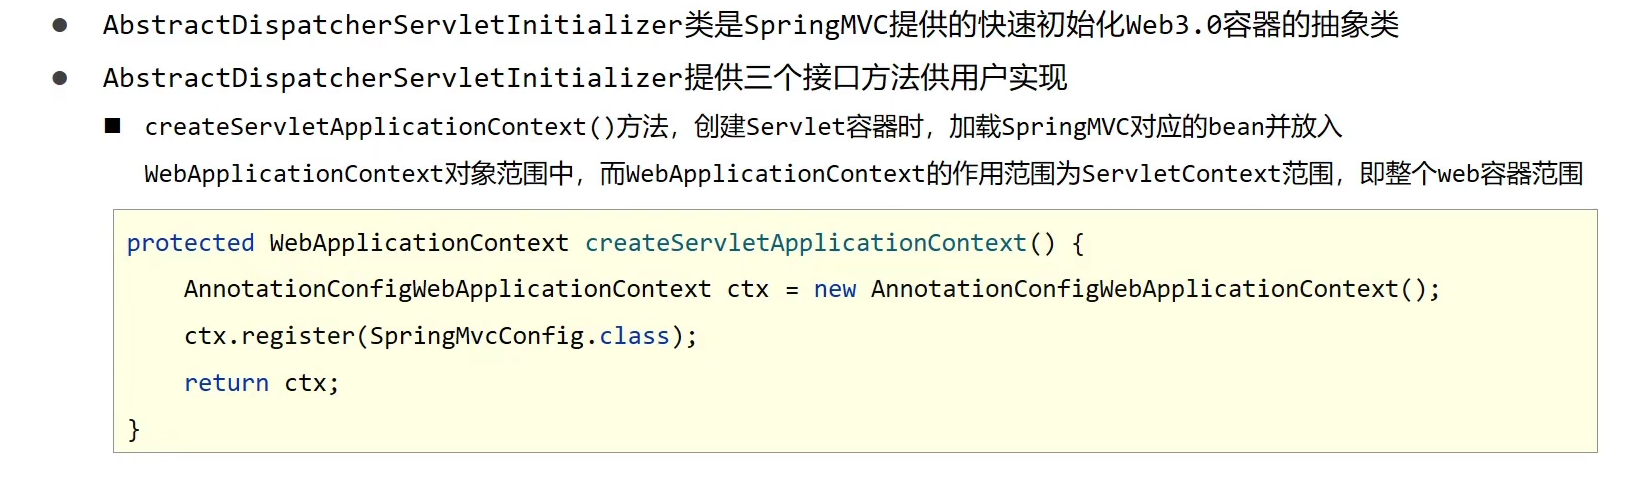 ● AbstractDispatcherServletInitializer类是SpringMVC提供的快速初始化Web3.0容器的抽象类
● AbstractDispatcherServletInitializer提供三个接口方法供用户实现
■ createServletApplicationContext()方法，创建Servlet容器时，加载SpringMVC对应的bean并放入
WebApplicationContext对象范围中，而WebApplicationContext的作用范围为ServletContext范围，即整个web容器范围
protected WebApplicationContext createServletApplicationContext() {
    AnnotationConfigWebApplicationContext ctx = new AnnotationConfigWebApplicationContext();
    ctx.register(SpringMvcConfig.class);
    return ctx;
}